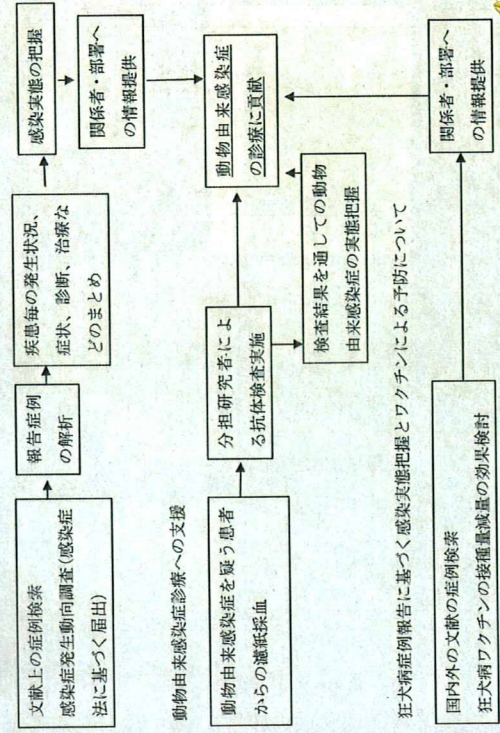 文献上の症例検索
感染症発生動向調査(感染症
法に基づく届出)
報告症例
の解析
疾患毎の発生状況、
症状、診断、治療な
どのまとめ
感染実態の把握
関係者・部署へ
の情報提供
動物由来感染症診療への支援
動物由来感染症を疑う患者
からの濾紙採血
分担研究者によ
る抗体検査実施
動物由来感染症
の診療に貢献
検査結果を通しての動物
由来感染症の実態把握
狂犬病症例報告に基づく感染実態把握とワクチンによる予防について
国内外の文献の症例検索
狂犬病ワクチンの接種量減量の効果検討
関係者・部署へ
の情報提供